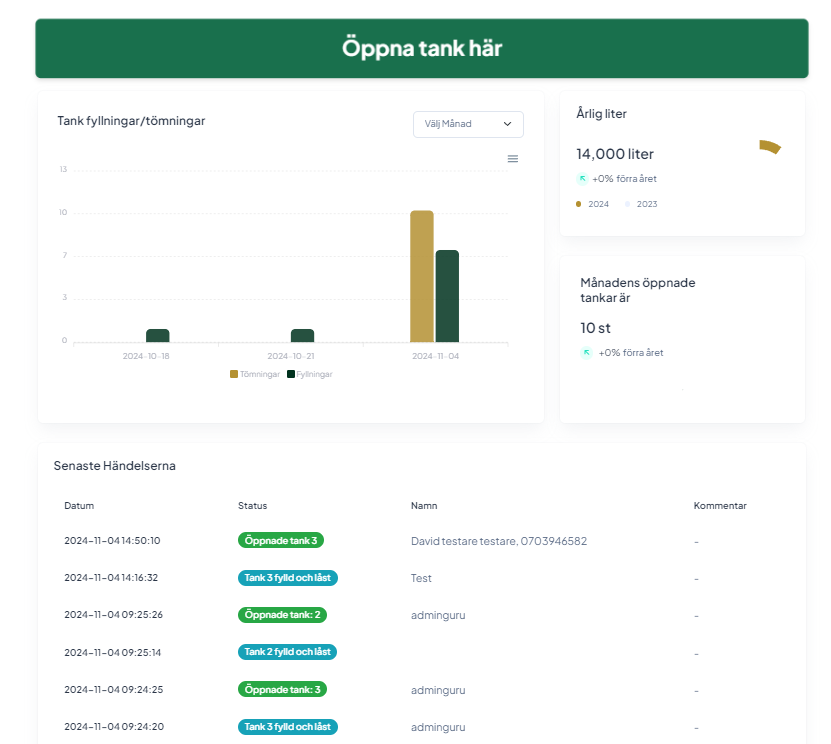 Öppna tank här
Tank fyllningar/tömningar
Välj Månad
13
10
7
3
0
2024-10-18 2024-10-21 2024-11-04
Tömningar Fyllningar
Årlig liter
14,000 liter
+0% förra året
2024 2023
Månadens öppnade
tankar är
10 st
+0% förra året
Senaste Händelserna
Datum Status Namn Kommentar
2024-11-04 14:50:10 Öppnade tank 3 David testare testare, 0703946582 -
2024-11-04 14:16:32 Tank 3 fylld och låst Test -
2024-11-04 09:25:26 Öppnade tank: 2 adminguru -
2024-11-04 09:25:14 Tank 2 fylld och låst -
2024-11-04 09:24:25 Öppnade tank: 3 adminguru -
2024-11-04 09:24:20 Tank 3 fylld och låst adminguru -